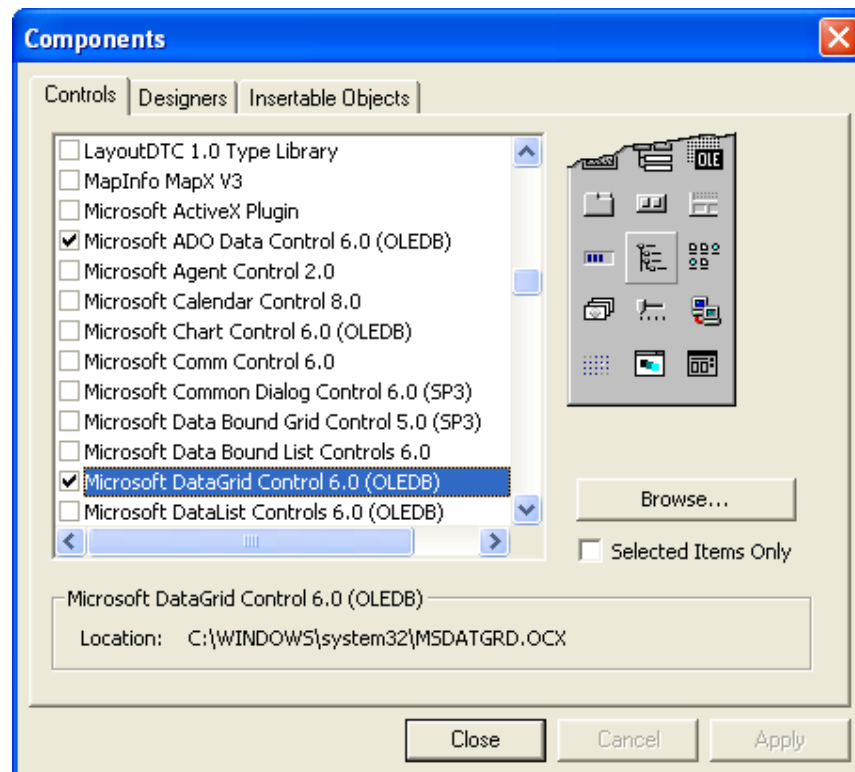 Components
Controls Designers Insertable Objects
LayoutDTC 1.0 Type Library
MapInfo MapX V3
Microsoft ActiveX Plugin
Microsoft ADO Data Control 6.0 (OLEDB)
Microsoft Agent Control 2.0
Microsoft Calendar Control 8.0
Microsoft Chart Control 6.0 (OLEDB)
Microsoft Comm Control 6.0
Microsoft Common Dialog Control 6.0 (SP3)
Microsoft Data Bound Grid Control 5.0 (SP3)
Microsoft Data Bound List Controls 6.0
Microsoft DataGrid Control 6.0 (OLEDB)
Microsoft DataList Controls 6.0 (OLEDB)
OLE
Browse...
Selected Items Only
Microsoft DataGrid Control 6.0 (OLEDB)
Location: C:\WINDOWS\system32\MSDATGRD.OCX
Close Cancel Apply